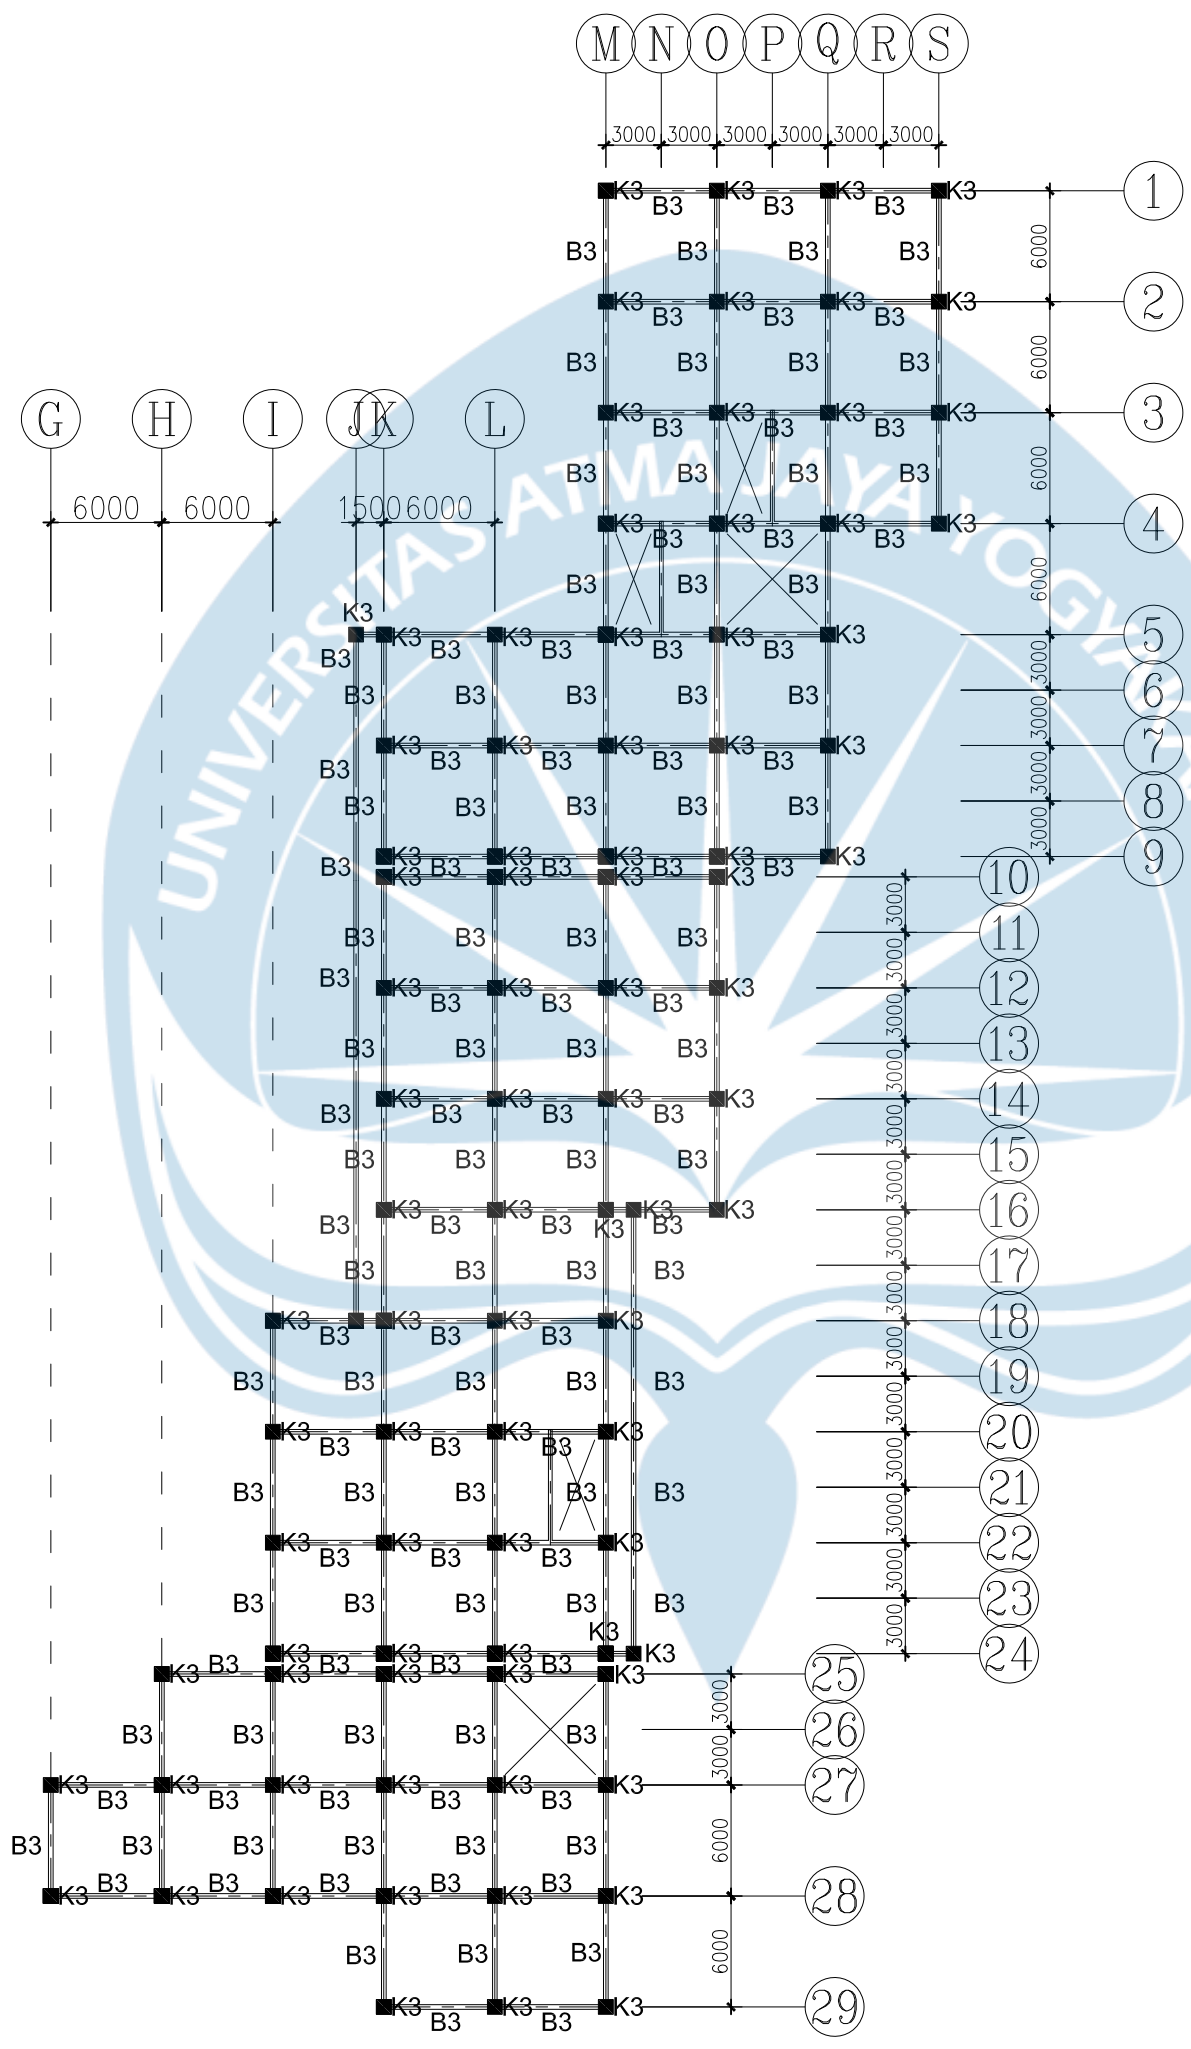 M N O P Q R S
3000 3000 3000 3000 3000 3000
K3 K3 K3 K3 1
B3 B3 B3
B3 B3 B3 B3 6000
K3 K3 K3 K3 2
B3 B3 B3
B3 B3 B3 B3 6000
G H I J K L
K3 K3 K3 K3 3
B3 B3 B3
B3 B3 B3 B3 6000
6000 6000 1500 6000
K3 K3 K3 K3 4
B3 B3 B3
B3 B3 B3 6000
K3
K3 K3 K3 K3 K3 5
B3 B3 B3 B3 B3
3000
B3 B3 B3 B3 B3 6
3000
K3 K3 K3 K3 K3 7
B3 B3 B3 B3 B3
3000
B3 B3 B3 B3 B3 8
3000
K3 K3 K3 K3 K3 9
B3 B3 B3 B3 B3
K3 K3 K3 K3 10
3000
B3 B3 B3 B3 11
B3
3000
K3 K3 K3 K3 12
B3 B3 B3
3000
B3 B3 B3 B3 13
3000
K3 K3 K3 K3 14
B3 B3 B3 B3
3000
B3 B3 B3 B3 15
3000
K3 K3 K3 K3 16
B3 B3 B3 K3 B3
3000
B3 B3 B3 B3 17
3000
K3 K3 K3 K3 18
B3 B3 B3
3000
B3 B3 B3 B3 B3 19
3000
K3 K3 K3 K3 20
B3 B3 B3
3000
B3 B3 B3 B3 B3 21
3000
K3 K3 K3 K3 22
B3 B3 B3
3000
B3 B3 B3 B3 B3 23
3000
K3
K3 K3 K3 K3 24
B3 B3 B3 B3
K3 K3 K3 K3 K3 25
3000
B3 B3 B3 B3 B3 26
3000
K3 K3 K3 K3 K3 K3 27
B3 B3 B3 B3 B3
B3 B3 B3 B3 B3 B3 6000
B3 B3 B3 B3 B3
K3 K3 K3 K3 K3 K3 28
B3 B3 B3 6000
K3 K3 K3 29
B3 B3
UNIVERSITAS ATMA JAYA